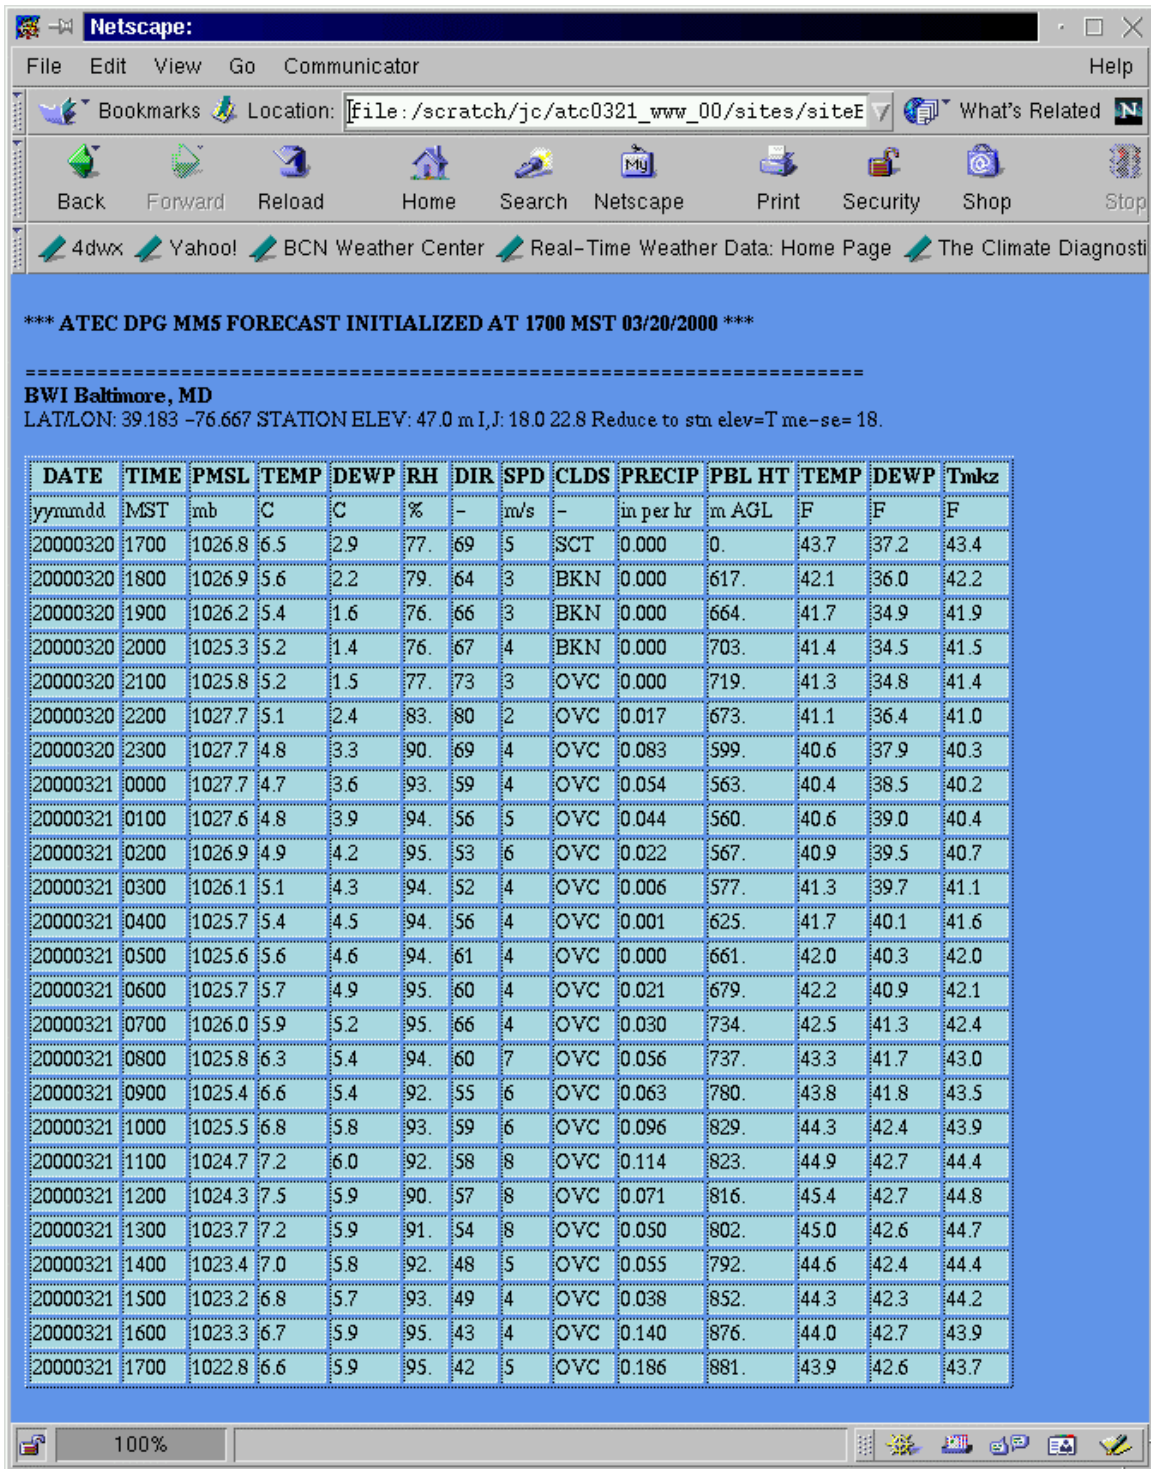 Netscape:
File Edit View Go Communicator Help
Bookmarks Location: file:/scratch/jc/atc0321_www_00/sites/siteE What's Related N
My
Back Forward Reload Home Search Netscape Print Security Shop Stop
4dwx Yahoo! BCN Weather Center Real-Time Weather Data: Home Page The Climate Diagnosti
*** ATEC DPG MM5 FORECAST INITIALIZED AT 1700 MST 03/20/2000 ***
======================================================================
BWI Baltimore, MD
LAT/LON: 39.183 -76.667 STATION ELEV: 47.0 m I,J: 18.0 22.8 Reduce to stn elev=T me-se= 18.
DATE TIME PMSL TEMP DEWP RH DIR SPD CLDS PRECIP PBL HT TEMP DEWP Tmkz
yymmdd MST mb C C % - m/s - in per hr m AGL F F F
20000320 1700 1026.8 6.5 2.9 77. 69 5 SCT 0.000 0. 43.7 37.2 43.4
20000320 1800 1026.9 5.6 2.2 79. 64 3 BKN 0.000 617. 42.1 36.0 42.2
20000320 1900 1026.2 5.4 1.6 76. 66 3 BKN 0.000 664. 41.7 34.9 41.9
20000320 2000 1025.3 5.2 1.4 76. 67 4 BKN 0.000 703. 41.4 34.5 41.5
20000320 2100 1025.8 5.2 1.5 77. 73 3 OVC 0.000 719. 41.3 34.8 41.4
20000320 2200 1027.7 5.1 2.4 83. 80 2 OVC 0.017 673. 41.1 36.4 41.0
20000320 2300 1027.7 4.8 3.3 90. 69 4 OVC 0.083 599. 40.6 37.9 40.3
20000321 0000 1027.7 4.7 3.6 93. 59 4 OVC 0.054 563. 40.4 38.5 40.2
20000321 0100 1027.6 4.8 3.9 94. 56 5 OVC 0.044 560. 40.6 39.0 40.4
20000321 0200 1026.9 4.9 4.2 95. 53 6 OVC 0.022 567. 40.9 39.5 40.7
20000321 0300 1026.1 5.1 4.3 94. 52 4 OVC 0.006 577. 41.3 39.7 41.1
20000321 0400 1025.7 5.4 4.5 94. 56 4 OVC 0.001 625. 41.7 40.1 41.6
20000321 0500 1025.6 5.6 4.6 94. 61 4 OVC 0.000 661. 42.0 40.3 42.0
20000321 0600 1025.7 5.7 4.9 95. 60 4 OVC 0.021 679. 42.2 40.9 42.1
20000321 0700 1026.0 5.9 5.2 95. 66 4 OVC 0.030 734. 42.5 41.3 42.4
20000321 0800 1025.8 6.3 5.4 94. 60 7 OVC 0.056 737. 43.3 41.7 43.0
20000321 0900 1025.4 6.6 5.4 92. 55 6 OVC 0.063 780. 43.8 41.8 43.5
20000321 1000 1025.5 6.8 5.8 93. 59 6 OVC 0.096 829. 44.3 42.4 43.9
20000321 1100 1024.7 7.2 6.0 92. 58 8 OVC 0.114 823. 44.9 42.7 44.4
20000321 1200 1024.3 7.5 5.9 90. 57 8 OVC 0.071 816. 45.4 42.7 44.8
20000321 1300 1023.7 7.2 5.9 91. 54 8 OVC 0.050 802. 45.0 42.6 44.7
20000321 1400 1023.4 7.0 5.8 92. 48 5 OVC 0.055 792. 44.6 42.4 44.4
20000321 1500 1023.2 6.8 5.7 93. 49 4 OVC 0.038 852. 44.3 42.3 44.2
20000321 1600 1023.3 6.7 5.9 95. 43 4 OVC 0.140 876. 44.0 42.7 43.9
20000321 1700 1022.8 6.6 5.9 95. 42 5 OVC 0.186 881. 43.9 42.6 43.7
100%